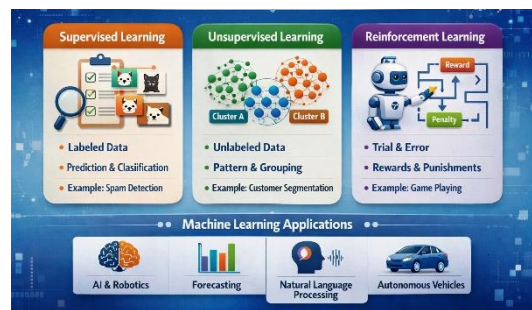 Supervised Learning
• Labeled Data
• Prediction & Classification
• Example: Spam Detection
Unsupervised Learning
Cluster A
Cluster B
• Unlabeled Data
• Pattern & Grouping
• Example: Customer Segmentation
Reinforcement Learning
Reward
Penalty
• Trial & Error
• Rewards & Punishments
• Example: Game Playing
Machine Learning Applications
AI & Robotics
Forecasting
Natural Language
Processing
Autonomous Vehicles